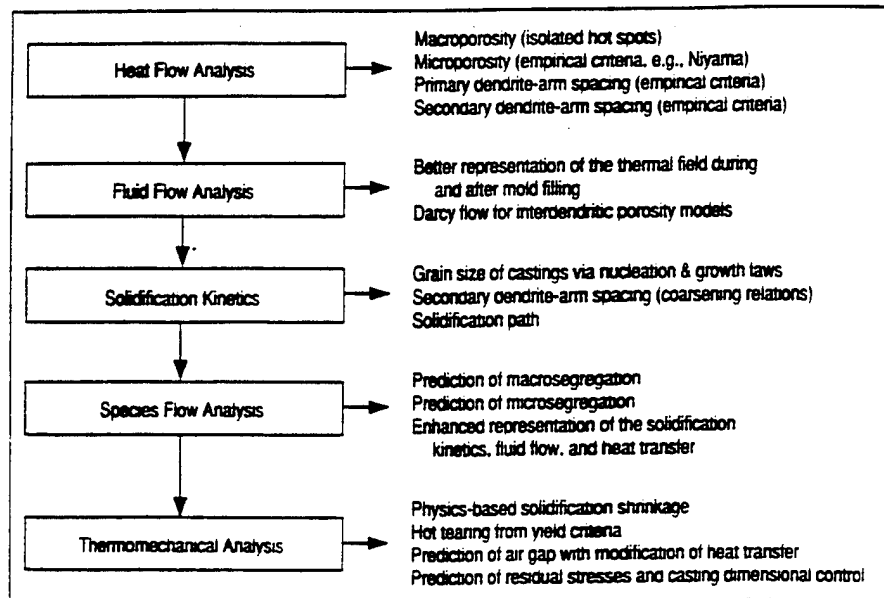 Heat Flow Analysis
Macroporosity (isolated hot spots)
Microporosity (empirical criteria, e.g., Niyama)
Primary dendrite-arm spacing (empirical criteria)
Secondary dendrite-arm spacing (empirical criteria)
Fluid Flow Analysis
Better representation of the thermal field during
and after mold filling
Darcy flow for interdendritic porosity models
Solidification Kinetics
Grain size of castings via nucleation & growth laws
Secondary dendrite-arm spacing (coarsening relations)
Solidification path
Species Flow Analysis
Prediction of macrosegregation
Prediction of microsegregation
Enhanced representation of the solidification
kinetics, fluid flow, and heat transfer
Thermomechanical Analysis
Physics-based solidification shrinkage
Hot tearing from yield criteria
Prediction of air gap with modification of heat transfer
Prediction of residual stresses and casting dimensional control